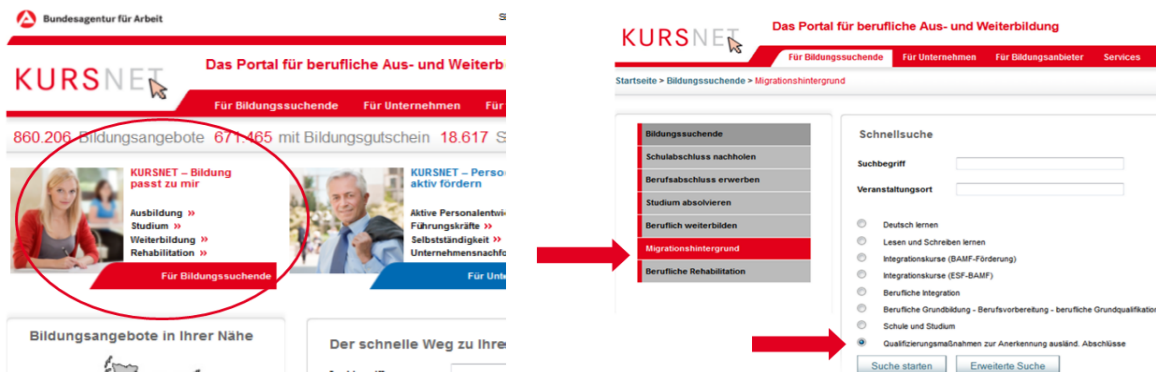 Bundesagentur für Arbeit
KURSNET
Das Portal für berufliche Aus- und Weiterb
Für Bildungssuchende Für Unternehmen Für
860.206 Bildungsangebote 671.465 mit Bildungsgutschein 18.617 S
KURSNET – Bildung
passt zu mir
Ausbildung »
Studium »
Weiterbildung »
Rehabilitation »
Für Bildungssuchende
KURSNET – Perso
aktiv fördern
Aktive Personalentwi
Führungskräfte »
Selbstständigkeit »
Unternehmensnachfo
Für Unte
Bildungsangebote in Ihrer Nähe
Der schnelle Weg zu Ihre
KURSNET
Das Portal für berufliche Aus- und Weiterbildung
Für Bildungssuchende Für Unternehmen Für Bildungsanbieter Services
Startseite > Bildungssuchende > Migrationshintergrund
Bildungssuchende
Schulabschluss nachholen
Berufsabschluss erwerben
Studium absolvieren
Beruflich weiterbilden
Migrationshintergrund
Berufliche Rehabilitation
Schnellsuche
Suchbegriff
Veranstaltungsort
Deutsch lernen
Lesen und Schreiben lernen
Integrationskurse (BAMF-Förderung)
Integrationskurse (ESF-BAMF)
Berufliche Integration
Berufliche Grundbildung - Berufsvorbereitung - berufliche Grundqualifikation
Schule und Studium
Qualifizierungsmaßnahmen zur Anerkennung ausländ. Abschlüsse
Suche starten Erweiterte Suche